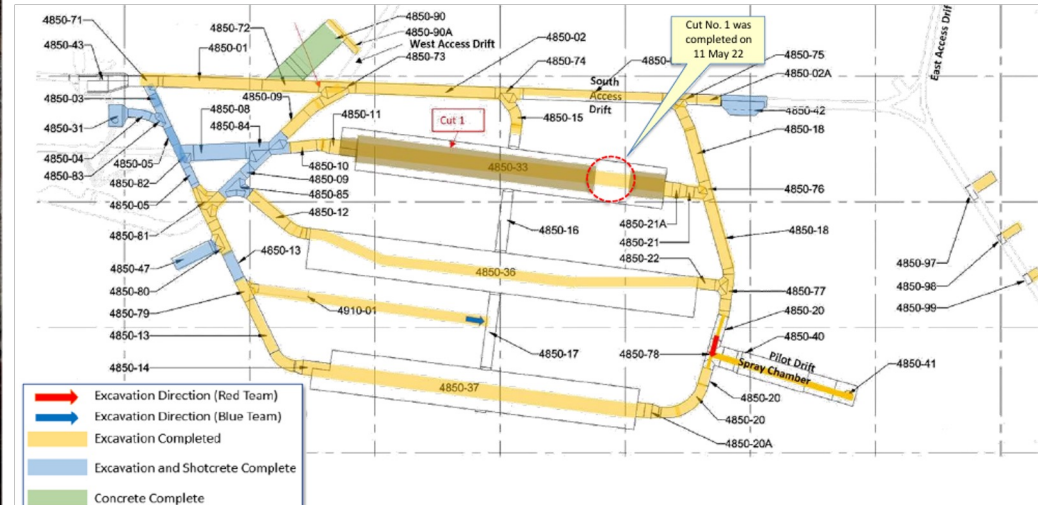 4850-71
4850-43
4850-72
4850-01
4850-90
4850-90A
West Access Drift
4850-73
4850-02
4850-74
South
Access
Drift
4850-
Cut No. 1 was
completed on
11 May 22
4850-75
4850-02A
East Access Drift
4850-03
4850-09
4850-08
4850-84
4850-31
4850-11
Cut 1
4850-15
4850-42
4850-18
4850-04
4850-83
4850-05
4850-82
4850-05
4850-10
4850-09
4850-85
4850-12
4850-33
4850-76
4850-21A
4850-21
4850-22
4850-16
4850-18
4850-81
4850-13
4850-47
4850-80
4850-36
4850-77
4850-97
4850-98
4850-99
4850-79
4910-01
4850-20
4850-40
4850-13
4850-17
4850-78
Pilot Drift
Spray Chamber
4850-41
4850-14
4850-37
4850-20
4850-20
4850-20A
Excavation Direction (Red Team)
Excavation Direction (Blue Team)
Excavation Completed
Excavation and Shotcrete Complete
Concrete Complete